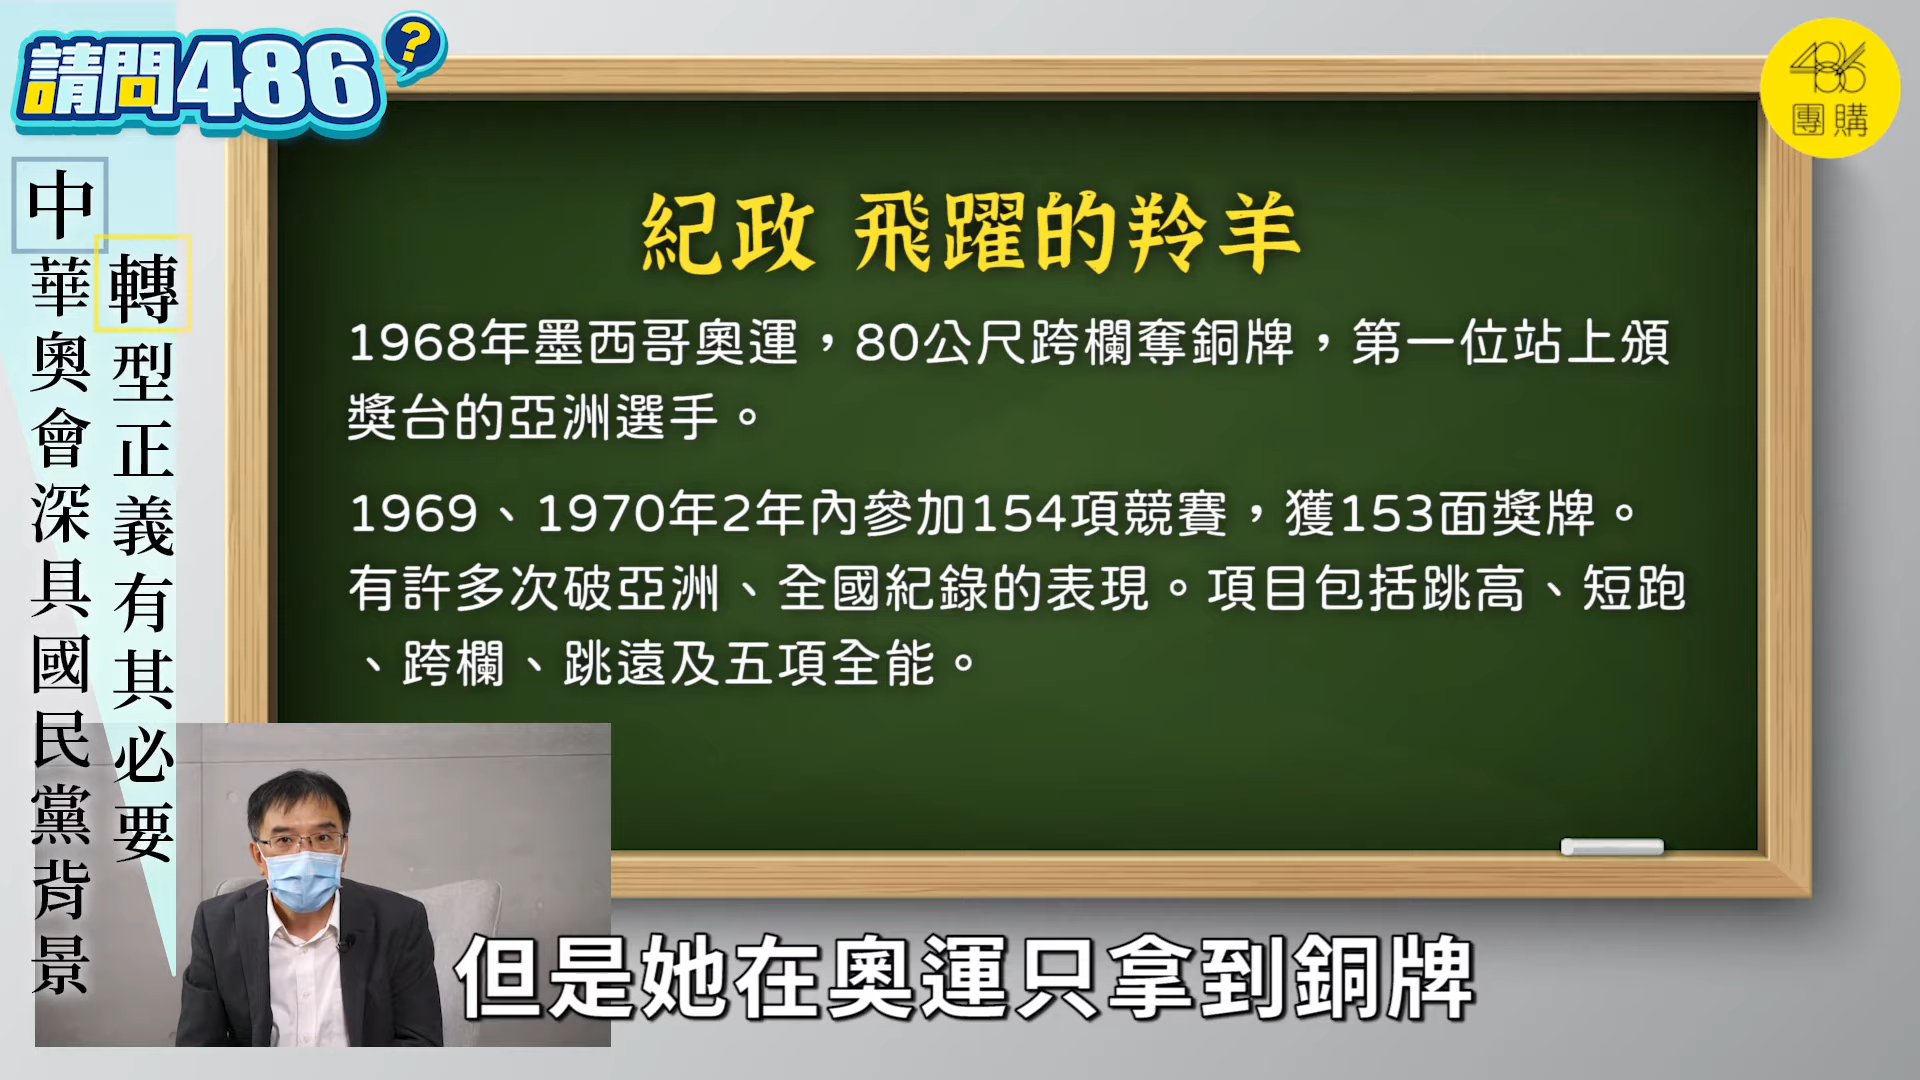 請問486?
486
團購
中華奧會深具國民黨背景
轉型正義有其必要
紀政 飛躍的羚羊
1968年墨西哥奧運，80公尺跨欄奪銅牌，第一位站上頒
獎台的亞洲選手。
1969、1970年2年內參加154項競賽，獲153面獎牌。
有許多次破亞洲、全國紀錄的表現。項目包括跳高、短跑
、跨欄、跳遠及五項全能。
但是她在奧運只拿到銅牌